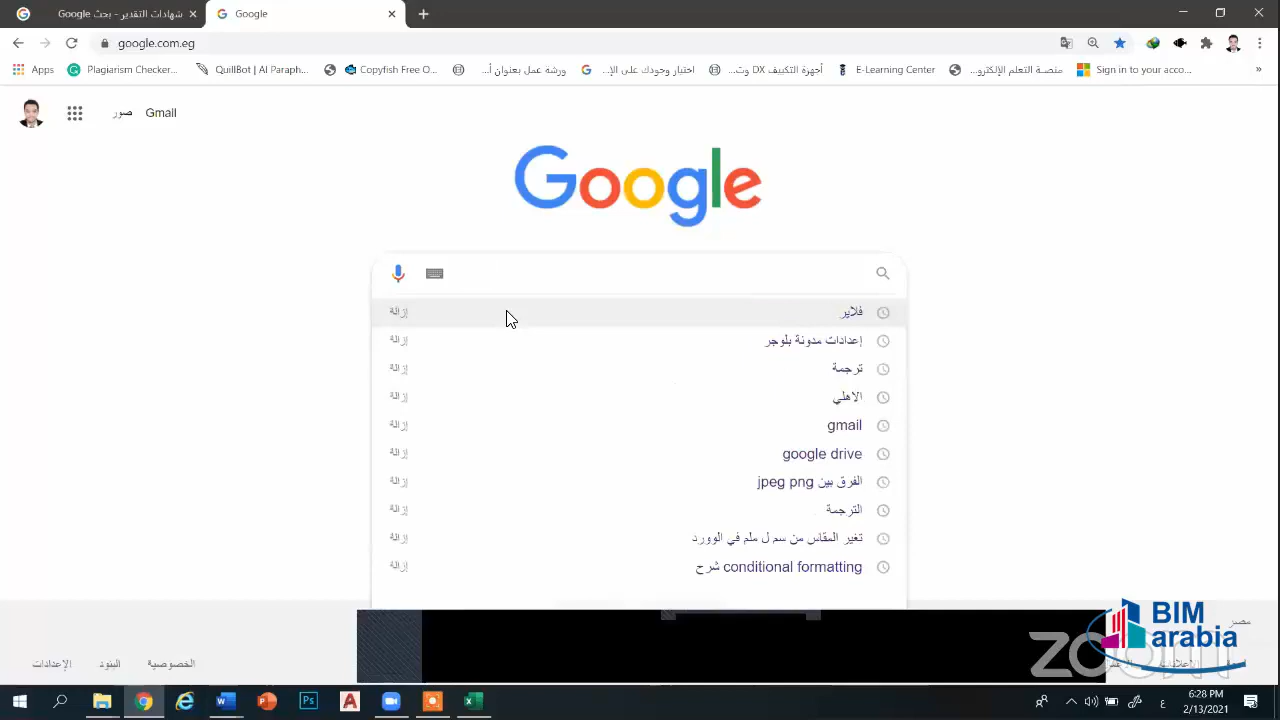 شهادات التقدير - بحث Google
Google
google.com.eg
Apps
Plagiarism Checker...
QuillBot | AI Paraph...
Copyfish Free O...
ورشه عمل بعنوان أ...
اختبار وجودك على الإ...
أجهزة التكييف DX وت...
E-Learning Center
منصة التعلم الإلكترو...
Sign in to your acco...
صور
Gmail
Google
فلاير
إزالة
إعدادات مدونة بلوجر
إزالة
ترجمة
إزالة
الاهلي
إزالة
gmail
إزالة
google drive
إزالة
الفرق بين jpeg png
إزالة
الترجمة
إزالة
تغير المقاس من سم ل ملم في الوورد
إزالة
شرح conditional formatting
إزالة
BIM
arabia
مصر
zoom
الخصوصية
البنود
الإعدادات
6:28 PM
2/13/2021
ع